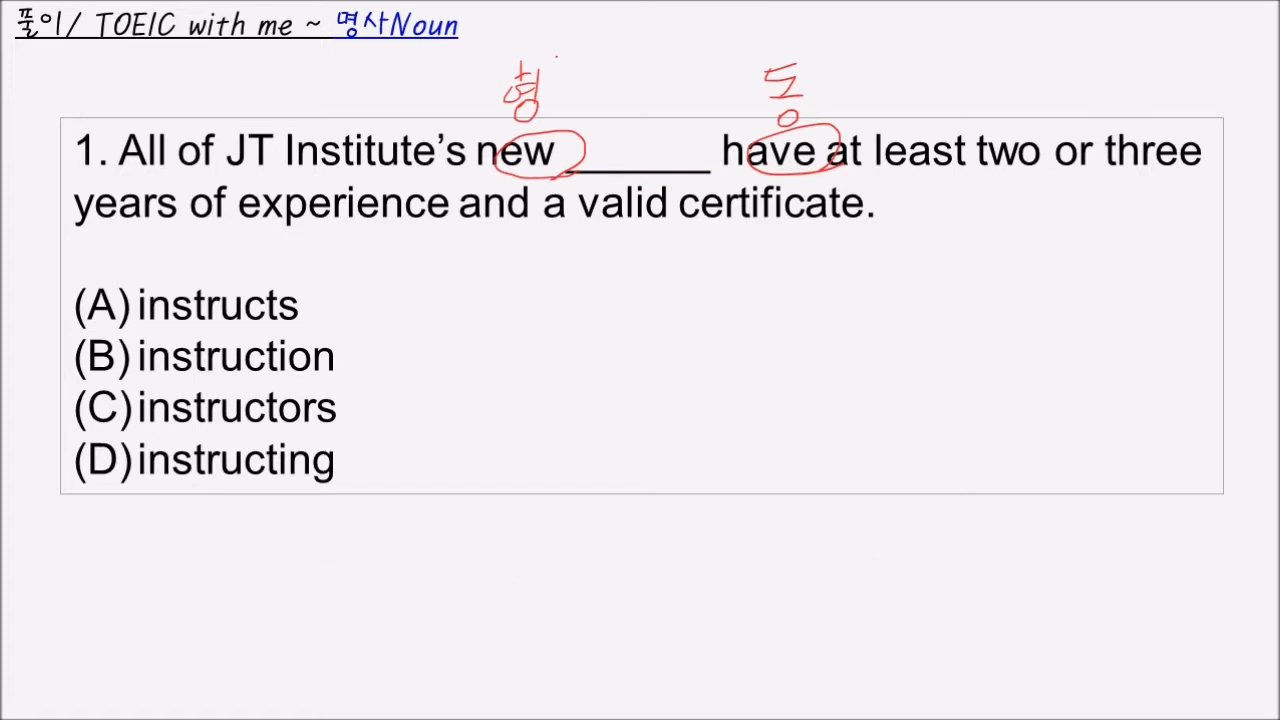 풀이/ TOEIC with me ~ 명사Noun
형 동
1. All of JT Institute's new ______ have at least two or three
years of experience and a valid certificate.
(A) instructs
(B) instruction
(C) instructors
(D) instructing